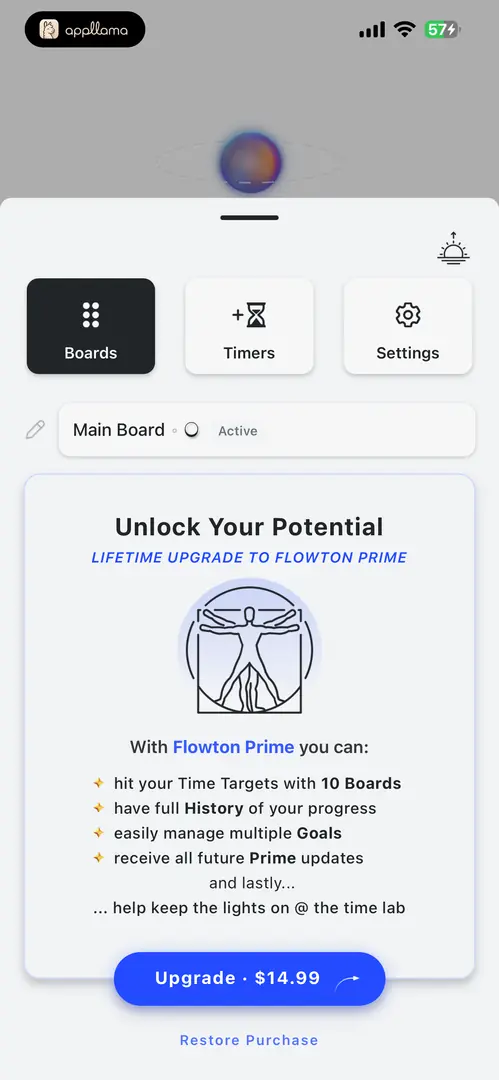 appllama
57
Boards
Timers
Settings
Main Board
Active
Unlock Your Potential
LIFETIME UPGRADE TO FLOWTON PRIME
With Flowton Prime you can:
hit your Time Targets with 10 Boards
have full History of your progress
easily manage multiple Goals
receive all future Prime updates
and lastly...
... help keep the lights on @ the time lab
Upgrade · $14.99
Restore Purchase